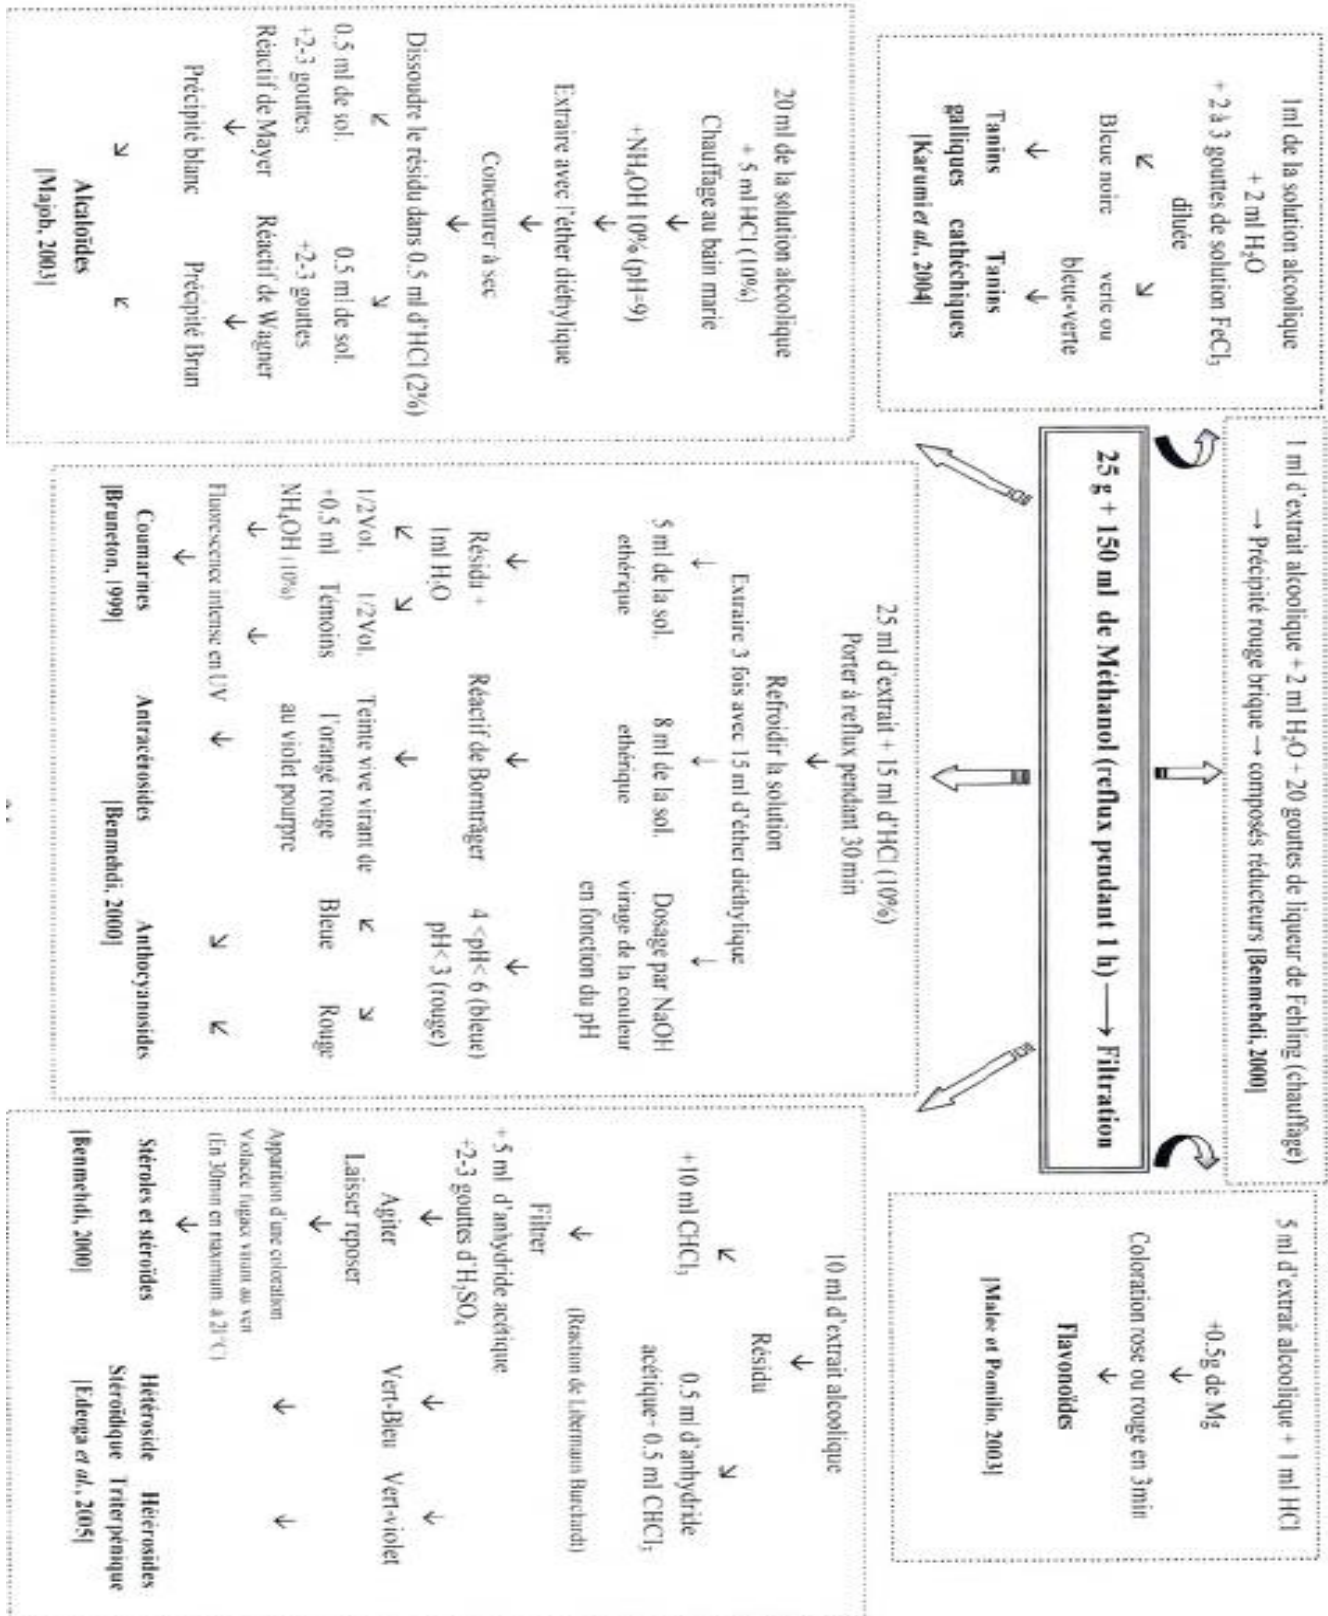 1ml de la solution alcoolique
+ 2 ml H₂O
+ 2 à 3 gouttes de solution FeCl₃
diluée
↙ ↘
Bleue noire verte ou
bleue-verte
↓ ↓
Tanins Tanins
galliques cathéchiques
[Karumi et al., 2004]
1 ml d'extrait alcoolique + 2 ml H₂O + 20 gouttes de liqueur de Fehling (chauffage)
→ Précipité rouge brique → composés réducteurs [Benmehdi, 2000]
5 ml d'extrait alcoolique + 1 ml HCl
+0.5g de Mg
↓
Coloration rose ou rouge en 3min
↓
Flavonoïdes
[Malec et Pomilio, 2003]
25 g + 150 ml de Méthanol (reflux pendant 1 h) → Filtration
20 ml de la solution alcoolique
+ 5 ml HCl (10%)
Chauffage au bain marie
↓
+NH₄OH 10% (pH=9)
↓
Extraire avec l'éther diéthylique
↓
Concentrer à sec
↓
Dissoudre le résidu dans 0.5 ml d'HCl (2%)
↙ ↘
0.5 ml de sol. 0.5 ml de sol.
+2-3 gouttes +2-3 gouttes
Réactif de Mayer Réactif de Wagner
↓ ↓
Précipité blanc Précipité Brun
↘ ↙
Alcaloïdes
[Majob, 2003]
25 ml d'extrait + 15 ml d'HCl (10%)
Porter à reflux pendant 30 min
↓
Refroidir la solution
Extraire 3 fois avec 15 ml d'éther diéthylique
↓ ↓ ↓
5 ml de la sol. 8 ml de la sol. Dosage par NaOH
ethérique ethérique virage de la couleur
en fonction du pH
↓ ↓ ↓
Résidu + Réactif de Bornträger 4 <pH< 6 (bleue)
1ml H₂O pH< 3 (rouge)
↙ ↘ ↓ ↙ ↘
1/2Vol. 1/2Vol. Teinte vive virant de Bleue Rouge
+0.5 ml Témoins l'orangé rouge
NH₄OH (10%) au violet pourpre
↓ ↓
Fluorescence intense en UV ↓ ↘ ↙
↓
Coumarines Antracérosides Anthocyanosides
[Bruneton, 1999] [Benmehdi, 2000]
10 ml d'extrait alcoolique
↓
Résidu
↙ ↘
+10 ml CHCl₃ 0.5 ml d'anhydride
acétique+ 0.5 ml CHCl₃
↓
Filtrer (Réaction de Libermann Burchardt)
+ 5 ml d'anhydride acétique
+2-3 gouttes d'H₂SO₄
↓ ↓ ↓
Agiter Vert-Bleu Vert-violet
Laisser reposer
↓
Apparition d'une coloration
Violacée fugace virant au vert
(En 30min en maximum à 21°C)
↓ ↓ ↓
Stéroles et stéroïdes Hétéroside Hétérosides
Stéroïdique Triterpénique
[Benmehdi, 2000] [Edeoga et al., 2005]